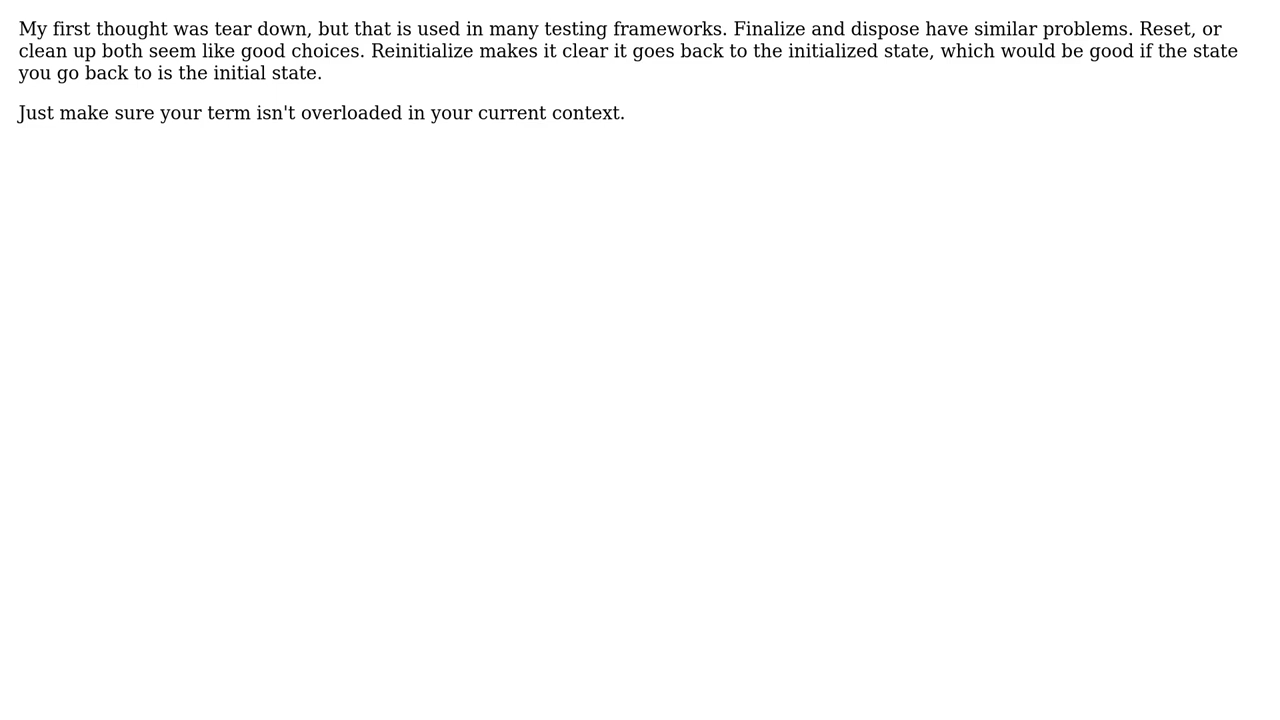 My first thought was tear down, but that is used in many testing frameworks. Finalize and dispose have similar problems. Reset, or
clean up both seem like good choices. Reinitialize makes it clear it goes back to the initialized state, which would be good if the state
you go back to is the initial state.
Just make sure your term isn't overloaded in your current context.